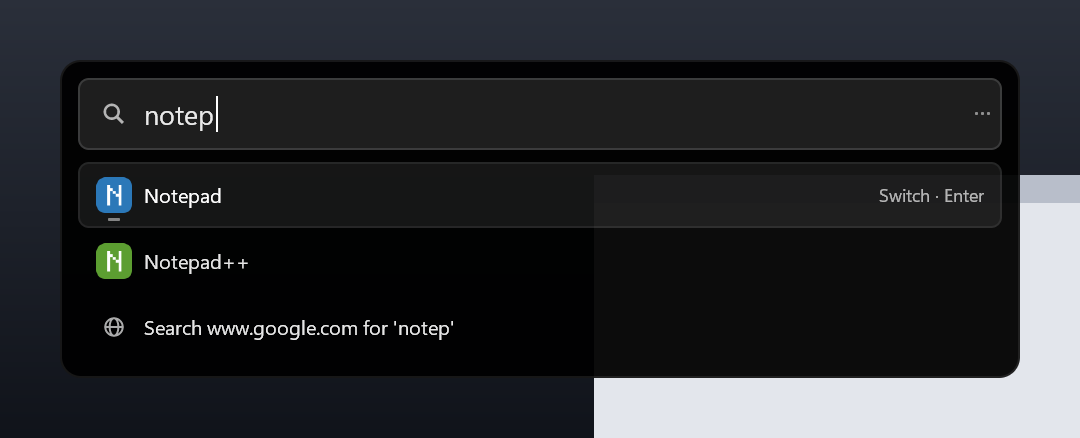 notep
...
Notepad
Switch · Enter
Notepad++
Search www.google.com for 'notep'